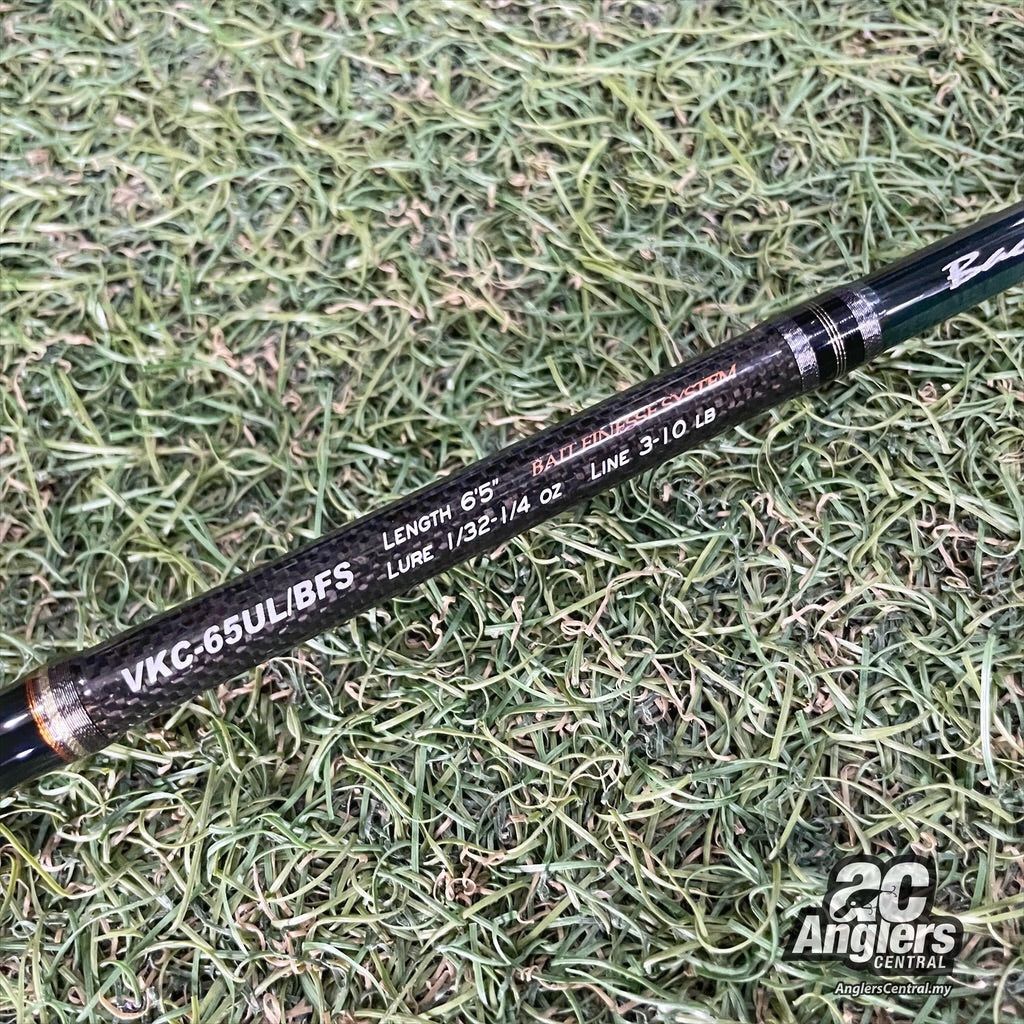 VKC-65UL/BFS
LENGTH 6'5"
BAIT FINESSE SYSTEM
LURE 1/32-1/4 OZ LINE 3-10 LB
ac
Anglers
CENTRAL
AnglersCentral.my